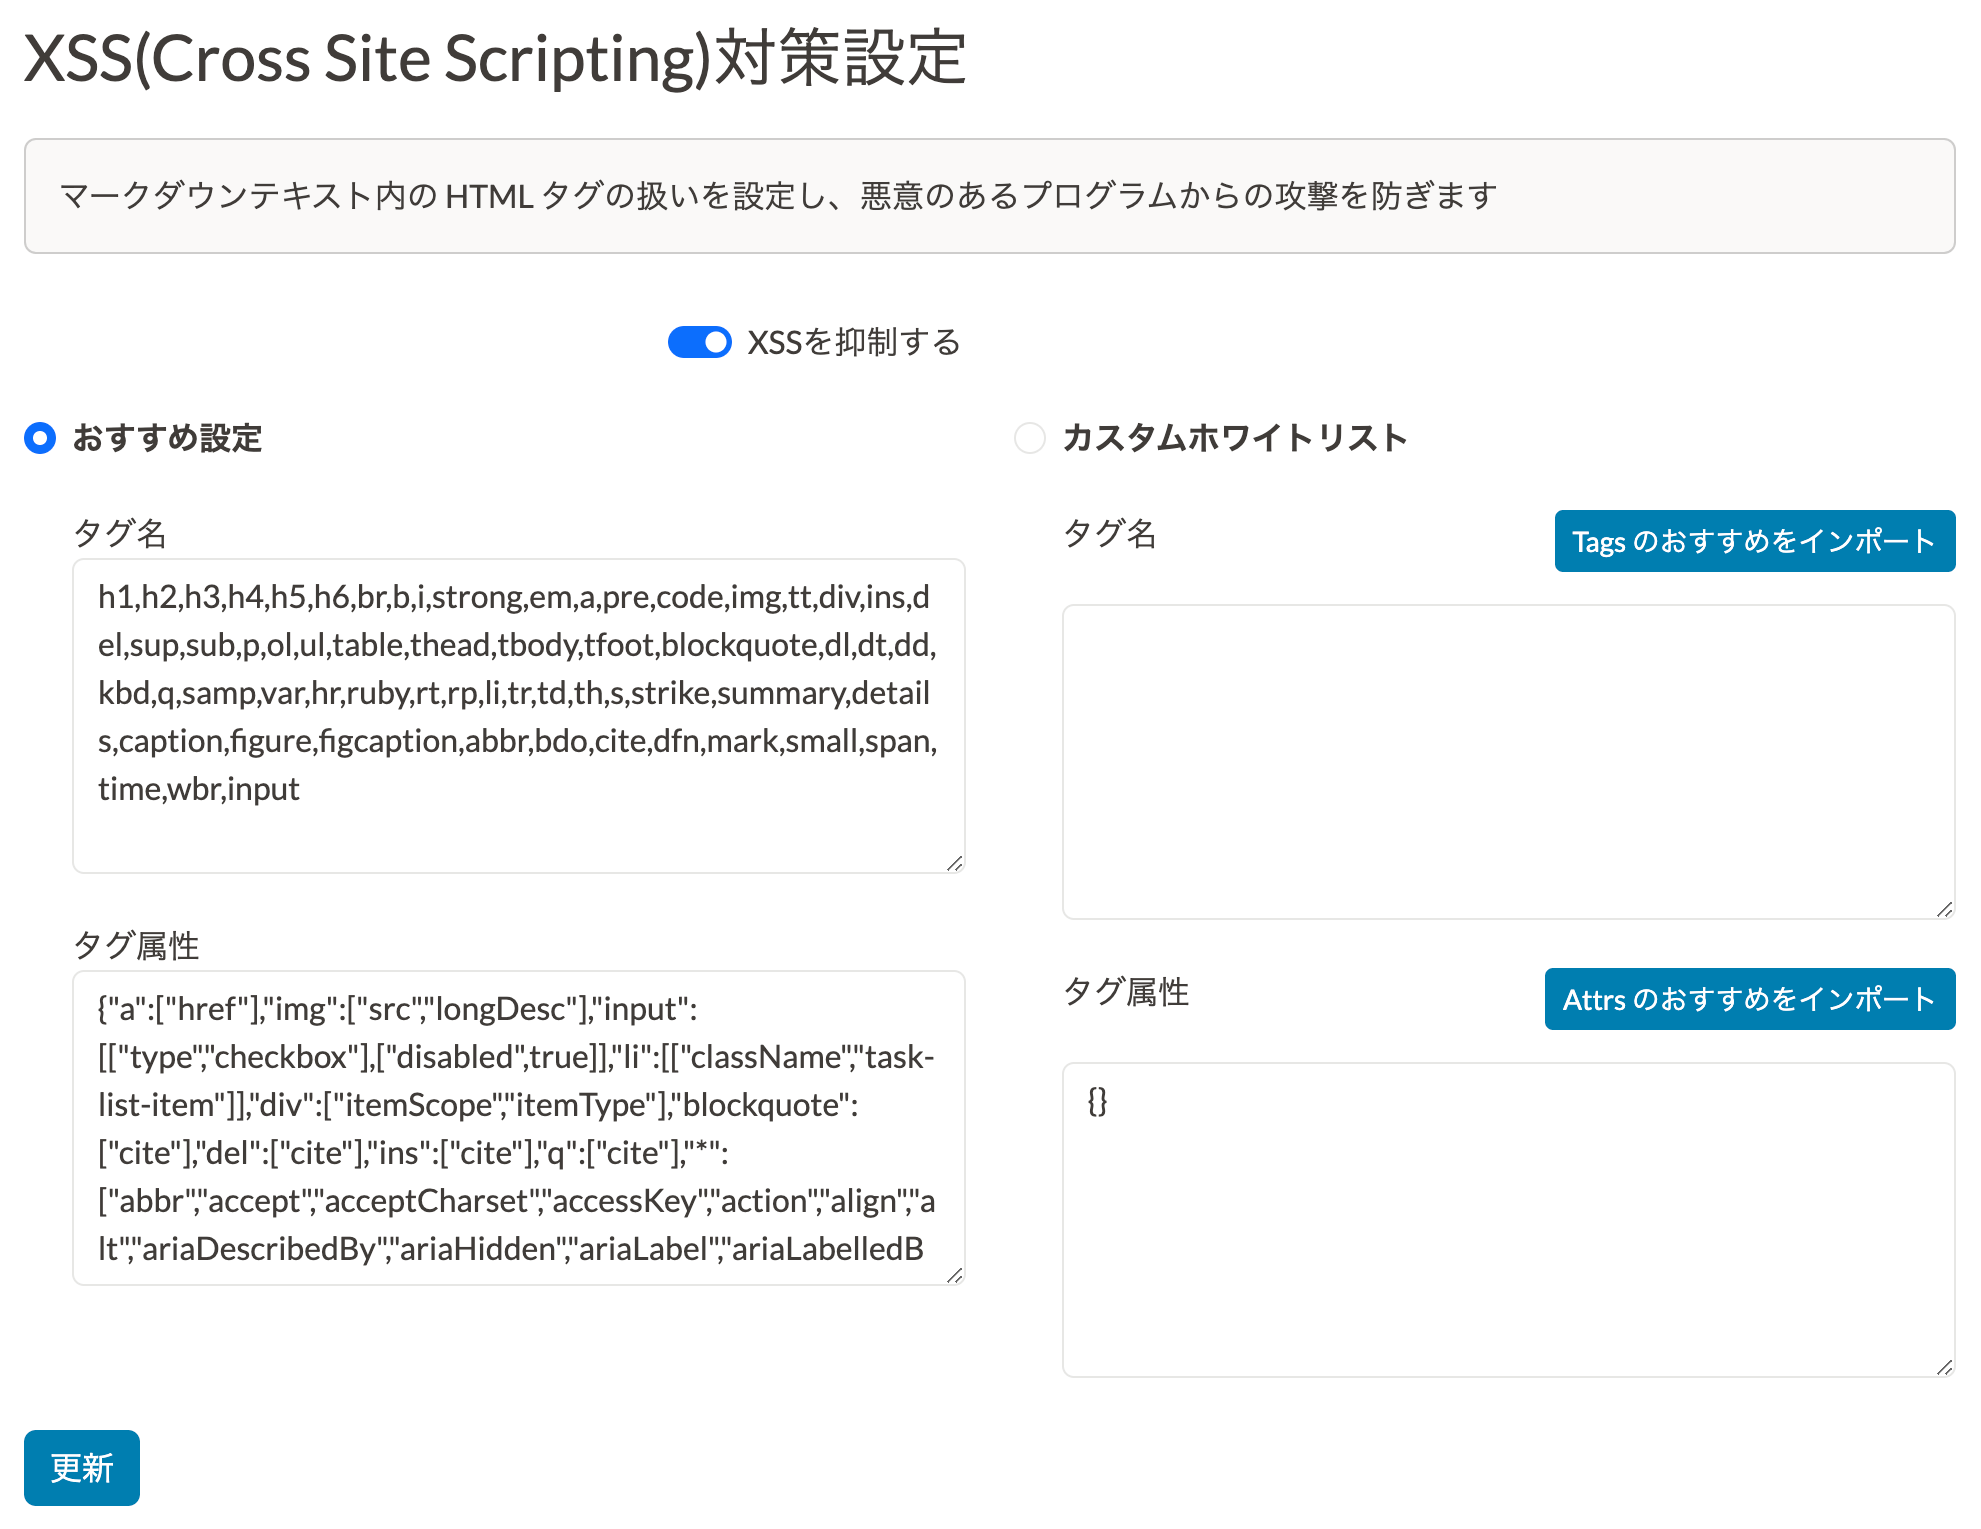 XSS(Cross Site Scripting)対策設定
マークダウンテキスト内の HTML タグの扱いを設定し、悪意のあるプログラムからの攻撃を防ぎます
XSSを抑制する
おすすめ設定
タグ名
h1,h2,h3,h4,h5,h6,br,b,i,strong,em,a,pre,code,img,tt,div,ins,d
el,sup,sub,p,ol,ul,table,thead,tbody,tfoot,blockquote,dl,dt,dd,
kbd,q,samp,var,hr,ruby,rt,rp,li,tr,td,th,s,strike,summary,detail
s,caption,figure,figcaption,abbr,bdo,cite,dfn,mark,small,span,
time,wbr,input
タグ属性
{"a":["href"],"img":["src","longDesc"],"input":
[["type","checkbox"],["disabled",true]],"li":[["className","task-
list-item"]],"div":["itemScope","itemType"],"blockquote":
["cite"],"del":["cite"],"ins":["cite"],"q":["cite"],"*":
["abbr","accept","acceptCharset","accessKey","action","align","a
lt","ariaDescribedBy","ariaHidden","ariaLabel","ariaLabelledB
カスタムホワイトリスト
タグ名
Tags のおすすめをインポート
タグ属性
Attrs のおすすめをインポート
{}
更新